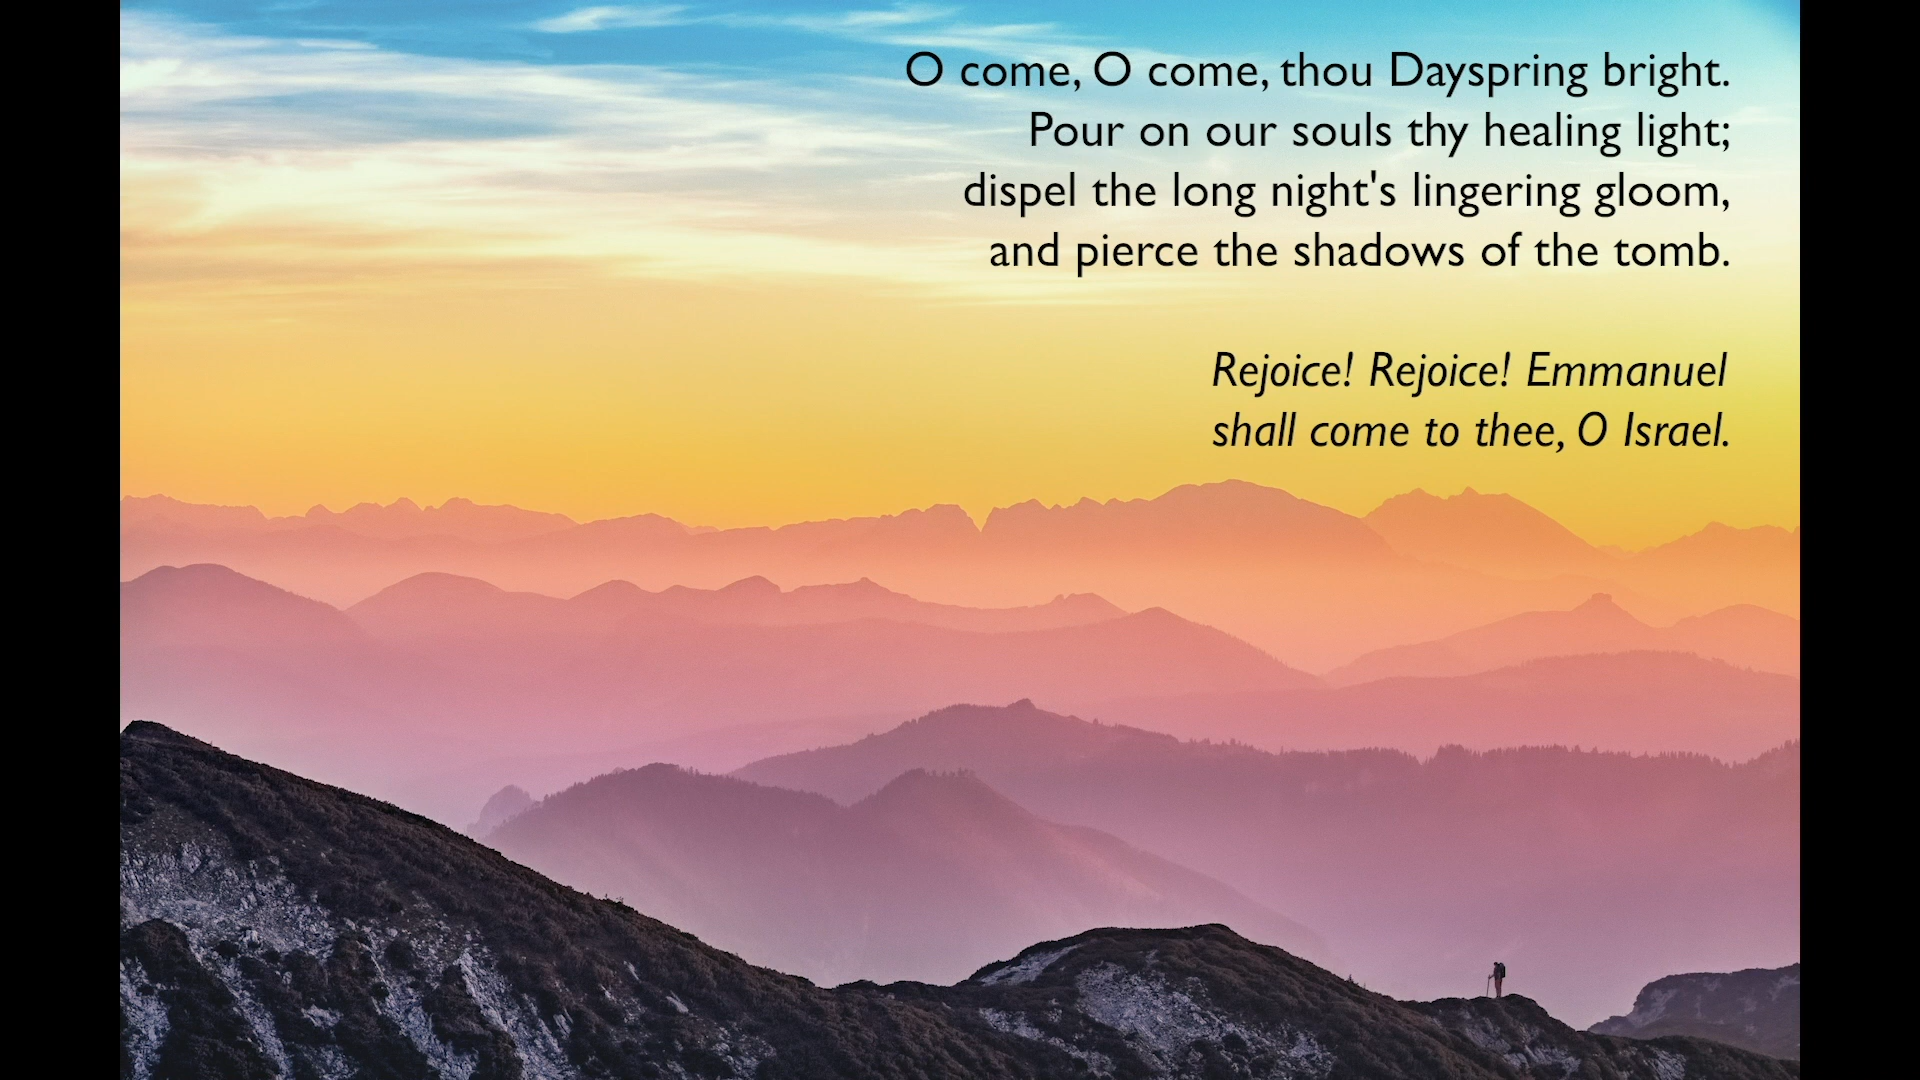 O come, O come, thou Dayspring bright.
Pour on our souls thy healing light;
dispel the long night's lingering gloom,
and pierce the shadows of the tomb.
Rejoice! Rejoice! Emmanuel
shall come to thee, O Israel.